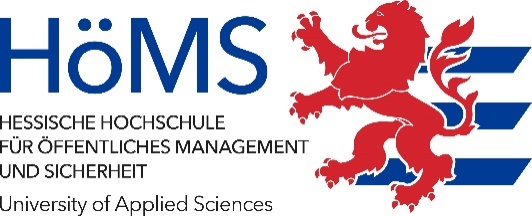 HöMS
HESSISCHE HOCHSCHULE
FÜR ÖFFENTLICHES MANAGEMENT
UND SICHERHEIT
University of Applied Sciences